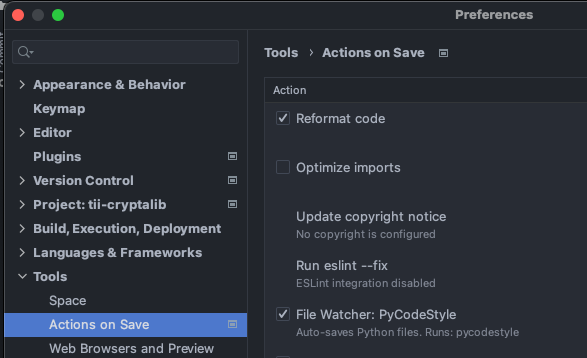 Preferences
Appearance & Behavior
Keymap
Editor
Plugins
Version Control
Project: tii-cryptalib
Build, Execution, Deployment
Languages & Frameworks
Tools
Space
Actions on Save
Web Browsers and Preview
Tools › Actions on Save
Action
Reformat code
Optimize imports
Update copyright notice
No copyright is configured
Run eslint --fix
ESLint integration disabled
File Watcher: PyCodeStyle
Auto-saves Python files. Runs: pycodestyle